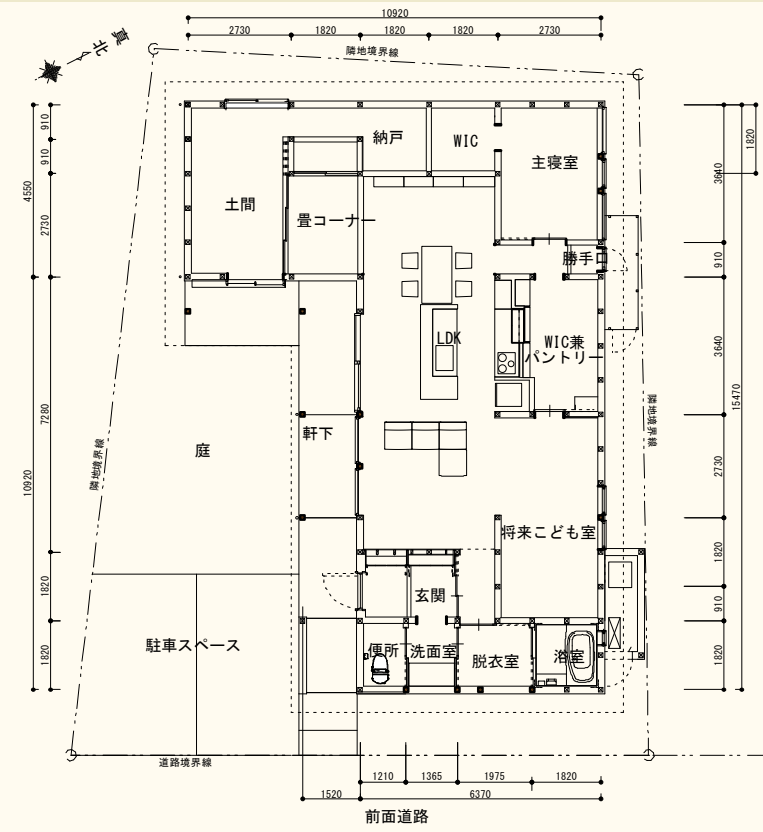 10920
2730
1820
1820
1820
2730
真北
隣地境界線
910
910
2730
4550
7280
1820
1820
10920
納戸
WIC
主寝室
土間
畳コーナー
勝手口
LDK
WIC兼
パントリー
軒下
庭
隣地境界線
隣地境界線
将来こども室
玄関
駐車スペース
便所
洗面室
脱衣室
浴室
3640
910
3640
2730
1820
910
1820
15470
1820
道路境界線
1210
1365
1975
1820
1520
6370
前面道路